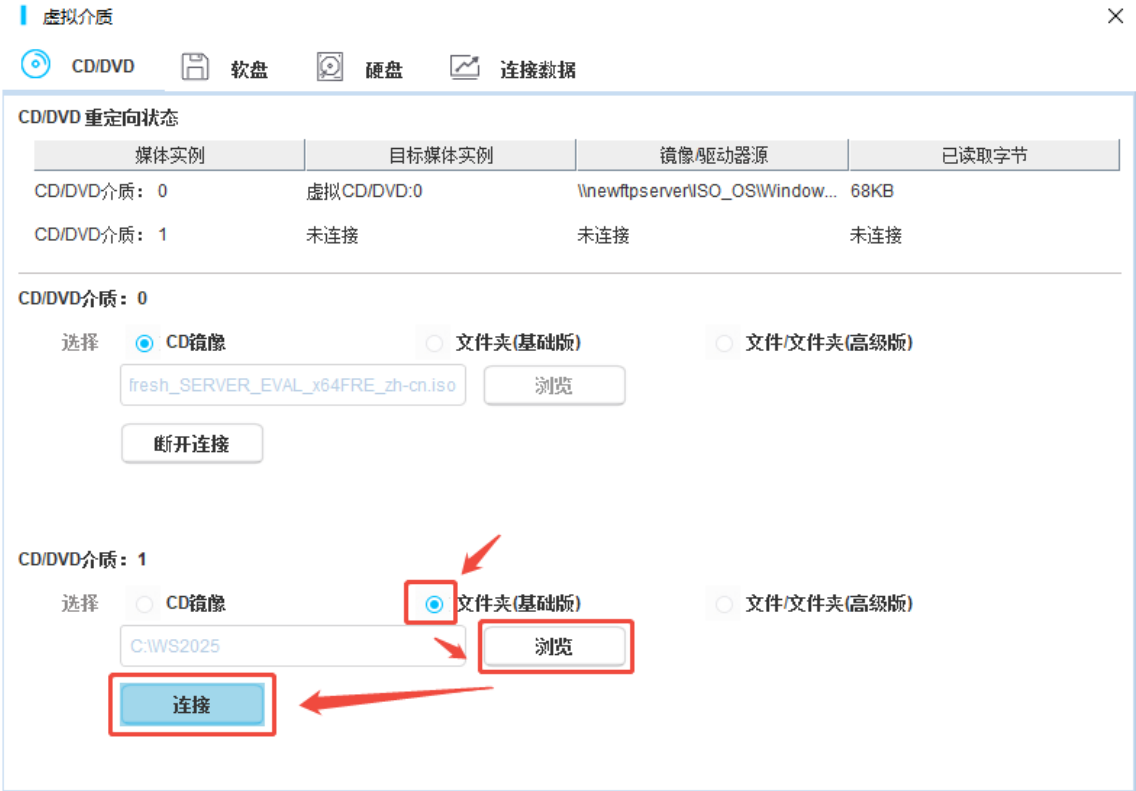 虚拟介质
CD/DVD 软盘 硬盘 连接数据
CD/DVD 重定向状态
媒体实例 目标媒体实例 镜像/驱动器源 已读取字节
CD/DVD介质： 0 虚拟CD/DVD:0 \\newftpserver\ISO_OS\Window... 68KB
CD/DVD介质： 1 未连接 未连接 未连接
CD/DVD介质：0
选择 CD镜像 文件夹(基础版) 文件/文件夹(高级版)
fresh_SERVER_EVAL_x64FRE_zh-cn.iso 浏览
断开连接
CD/DVD介质：1
选择 CD镜像 文件夹(基础版) 文件/文件夹(高级版)
C:\WS2025 浏览
连接